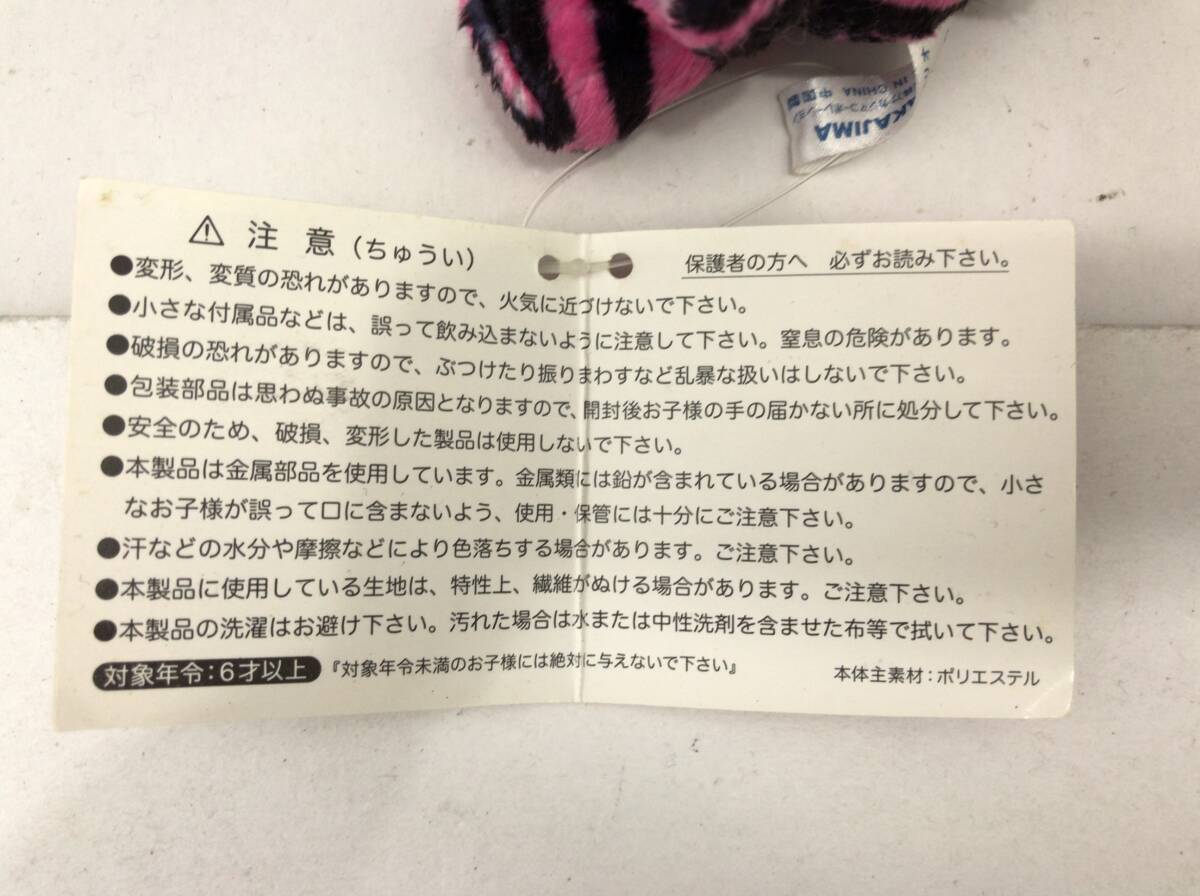 AKAJIMA
IN CHINA 中国製
注 意 (ちゅうい)
保護者の方へ 必ずお読み下さい。
●変形、変質の恐れがありますので、火気に近づけないで下さい。
●小さな付属品などは、誤って飲み込まないように注意して下さい。窒息の危険があります。
●破損の恐れがありますので、ぶつけたり振りまわすなど乱暴な扱いはしないで下さい。
●包装部品は思わぬ事故の原因となりますので、開封後お子様の手の届かない所に処分して下さい。
●安全のため、破損、変形した製品は使用しないで下さい。
●本製品は金属部品を使用しています。金属類には鉛が含まれている場合がありますので、小さ
なお子様が誤って口に含まないよう、使用・保管には十分にご注意下さい。
●汗などの水分や摩擦などにより色落ちする場合があります。ご注意下さい。
●本製品に使用している生地は、特性上、繊維がぬける場合があります。ご注意下さい。
●本製品の洗濯はお避け下さい。汚れた場合は水または中性洗剤を含ませた布等で拭いて下さい。
対象年令：6才以上 『対象年令未満のお子様には絶対に与えないで下さい』 本体主素材：ポリエステル